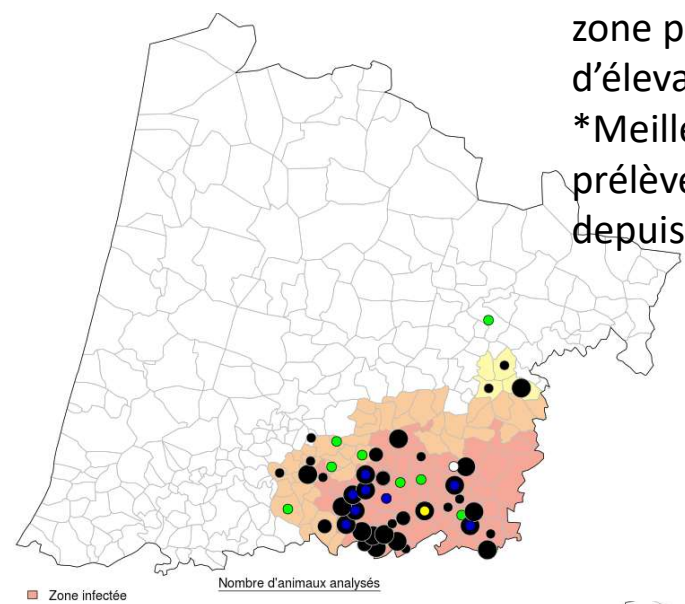 zone p
d'éleva
*Meille
prélève
depuis
Nombre d'animaux analysés
Zone infectée